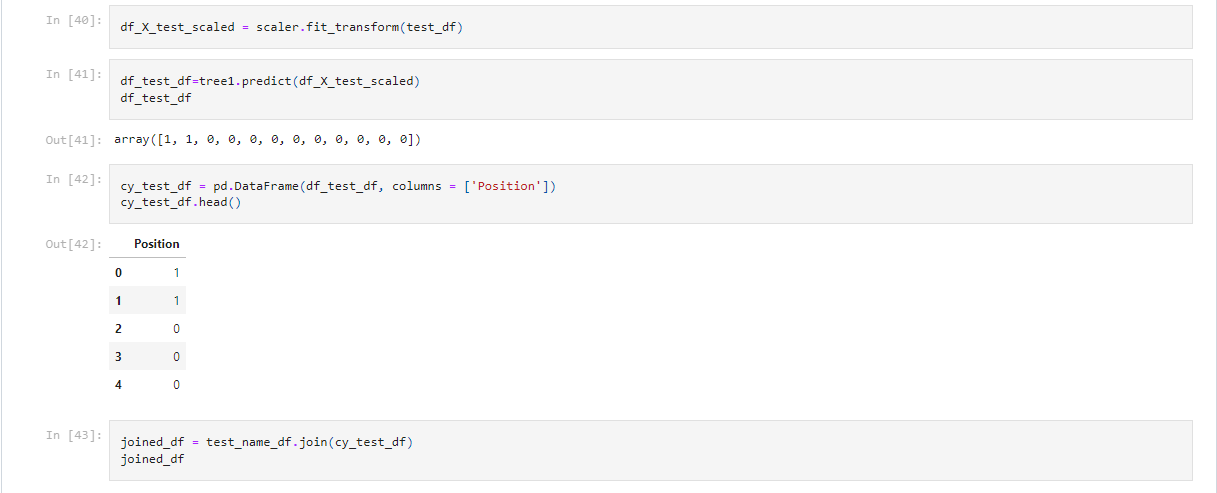 In [40]:
df_X_test_scaled = scaler.fit_transform(test_df)
In [41]:
df_test_df=tree1.predict(df_X_test_scaled)
df_test_df
Out[41]: array([1, 1, 0, 0, 0, 0, 0, 0, 0, 0, 0, 0])
In [42]:
cy_test_df = pd.DataFrame(df_test_df, columns = ['Position'])
cy_test_df.head()
Out[42]:
Position
0 1
1 1
2 0
3 0
4 0
In [43]:
joined_df = test_name_df.join(cy_test_df)
joined_df